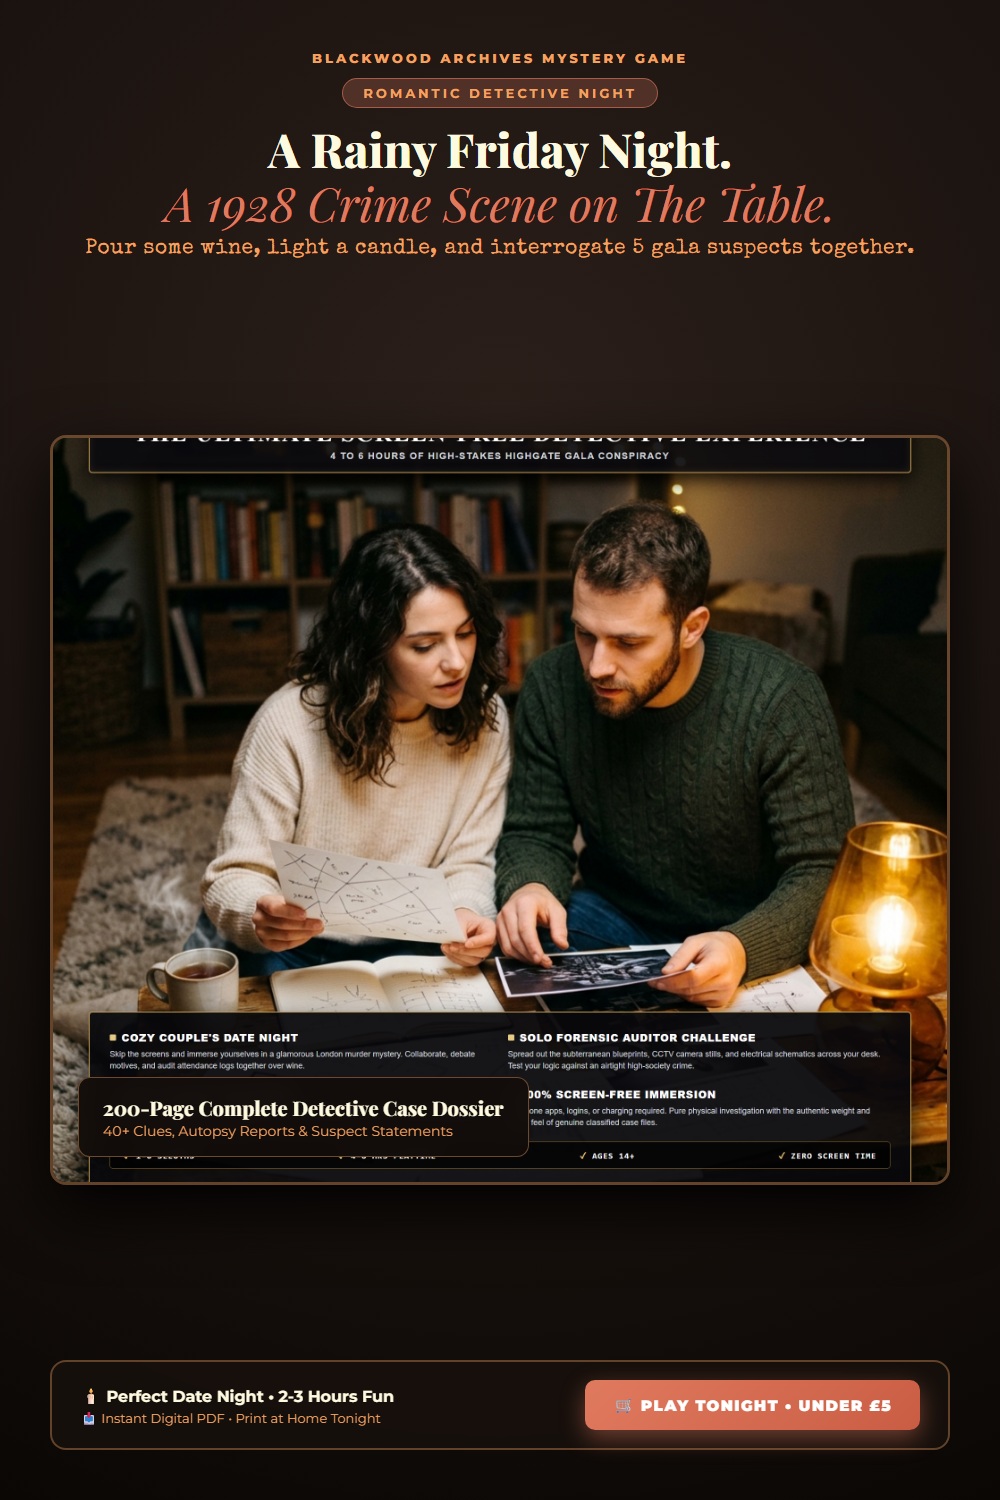 BLACKWOOD ARCHIVES MYSTERY GAME
ROMANTIC DETECTIVE NIGHT
A Rainy Friday Night.
A 1928 Crime Scene on The Table.
Pour some wine, light a candle, and interrogate 5 gala suspects together.
THE ULTIMATE SCREEN-FREE DETECTIVE EXPERIENCE
4 TO 6 HOURS OF HIGH-STAKES HIGHGATE GALA CONSPIRACY
COZY COUPLE'S DATE NIGHT
Skip the screens and immerse yourselves in a glamorous London murder mystery. Collaborate, debate
motives, and audit attendance logs together over wine.
SOLO FORENSIC AUDITOR CHALLENGE
Spread out the subterranean blueprints, CCTV camera stills, and electrical schematics across your desk.
Test your logic against an airtight high-society crime.
00% SCREEN-FREE IMMERSION
one apps, logins, or charging required. Pure physical investigation with the authentic weight and
feel of genuine classified case files.
200-Page Complete Detective Case Dossier
40+ Clues, Autopsy Reports & Suspect Statements
✓ AGES 14+
✓ ZERO SCREEN TIME
Perfect Date Night • 2-3 Hours Fun
Instant Digital PDF • Print at Home Tonight
PLAY TONIGHT • UNDER £5